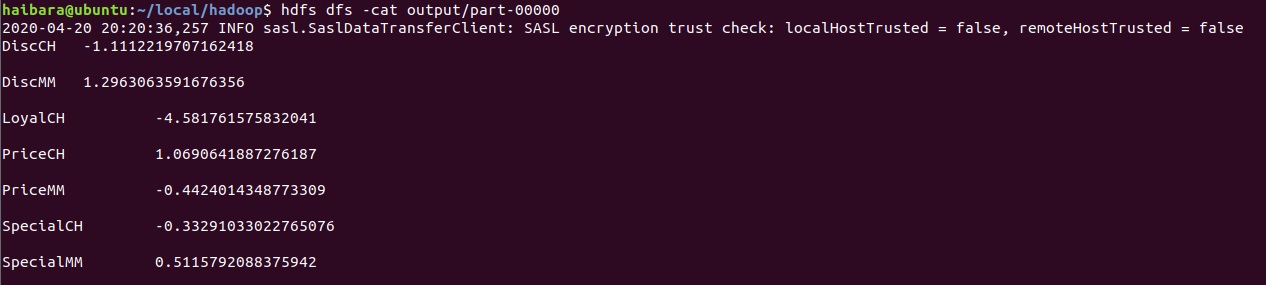 haibara@ubuntu:~/local/hadoop$ hdfs dfs -cat output/part-00000
2020-04-20 20:20:36,257 INFO sasl.SaslDataTransferClient: SASL encryption trust check: localHostTrusted = false, remoteHostTrusted = false
DiscCH -1.1112219707162418
DiscMM 1.2963063591676356
LoyalCH -4.581761575832041
PriceCH 1.0690641887276187
PriceMM -0.4424014348773309
SpecialCH -0.33291033022765076
SpecialMM 0.5115792088375942